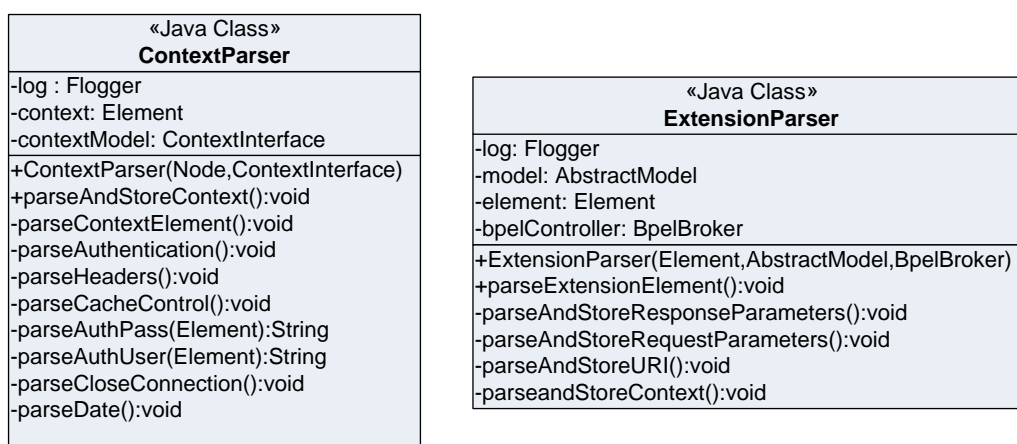 «Java Class»
ContextParser
-log : Flogger
-context: Element
-contextModel: ContextInterface
+ContextParser(Node,ContextInterface)
+parseAndStoreContext():void
-parseContextElement():void
-parseAuthentication():void
-parseHeaders():void
-parseCacheControl():void
-parseAuthPass(Element):String
-parseAuthUser(Element):String
-parseCloseConnection():void
-parseDate():void
«Java Class»
ExtensionParser
-log: Flogger
-model: AbstractModel
-element: Element
-bpelController: BpelBroker
+ExtensionParser(Element,AbstractModel,BpelBroker)
+parseExtensionElement():void
-parseAndStoreResponseParameters():void
-parseAndStoreRequestParameters():void
-parseAndStoreURI():void
-parseandStoreContext():void